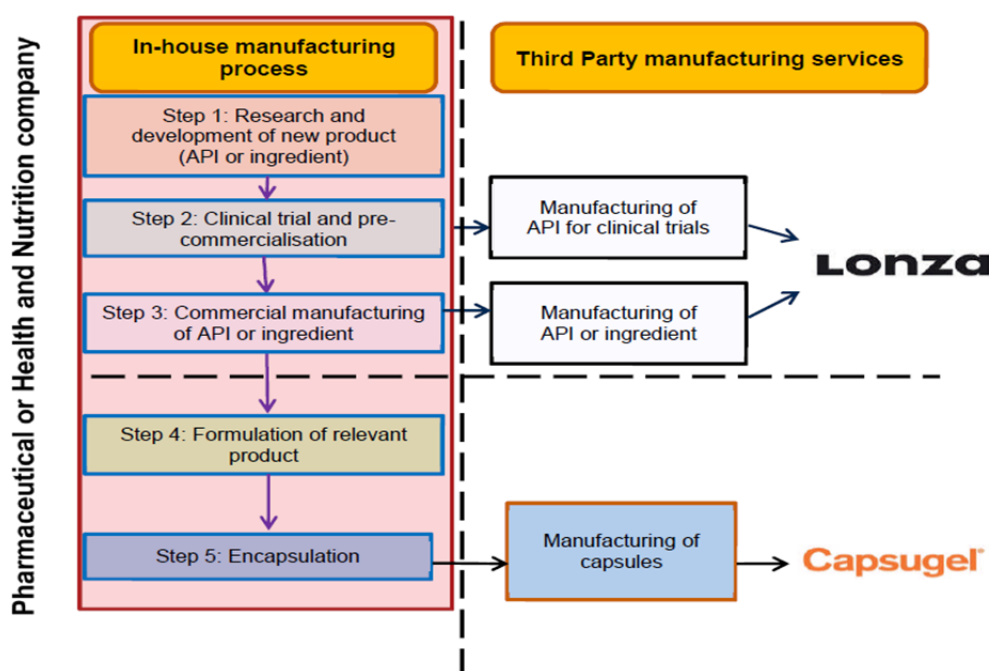 Pharmaceutical or Health and Nutrition company
In-house manufacturing
process
Third Party manufacturing services
Step 1: Research and
development of new product
(API or ingredient)
Step 2: Clinical trial and pre-
commercialisation
Manufacturing of
API for clinical trials
Lonza
Step 3: Commercial manufacturing
of API or ingredient
Manufacturing of
API or ingredient
Step 4: Formulation of relevant
product
Step 5: Encapsulation
Manufacturing of
capsules
Capsugel®